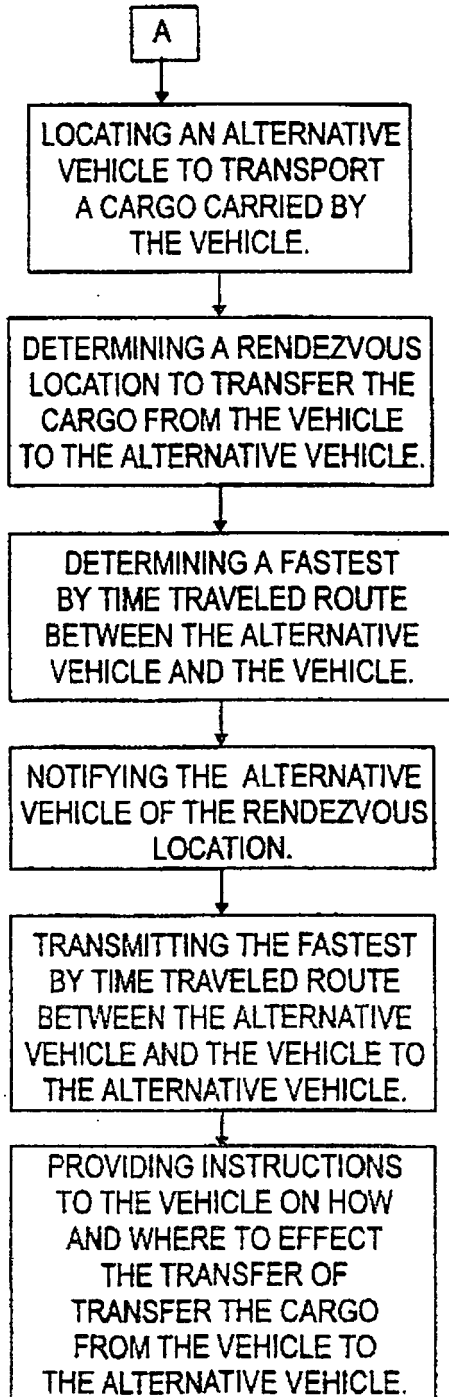 A
LOCATING AN ALTERNATIVE
VEHICLE TO TRANSPORT
A CARGO CARRIED BY
THE VEHICLE.
DETERMINING A RENDEZVOUS
LOCATION TO TRANSFER THE
CARGO FROM THE VEHICLE
TO THE ALTERNATIVE VEHICLE.
DETERMINING A FASTEST
BY TIME TRAVELED ROUTE
BETWEEN THE ALTERNATIVE
VEHICLE AND THE VEHICLE.
NOTIFYING THE ALTERNATIVE
VEHICLE OF THE RENDEZVOUS
LOCATION.
TRANSMITTING THE FASTEST
BY TIME TRAVELED ROUTE
BETWEEN THE ALTERNATIVE
VEHICLE AND THE VEHICLE TO
THE ALTERNATIVE VEHICLE.
PROVIDING INSTRUCTIONS
TO THE VEHICLE ON HOW
AND WHERE TO EFFECT
THE TRANSFER OF
TRANSFER THE CARGO
FROM THE VEHICLE TO
THE ALTERNATIVE VEHICLE.